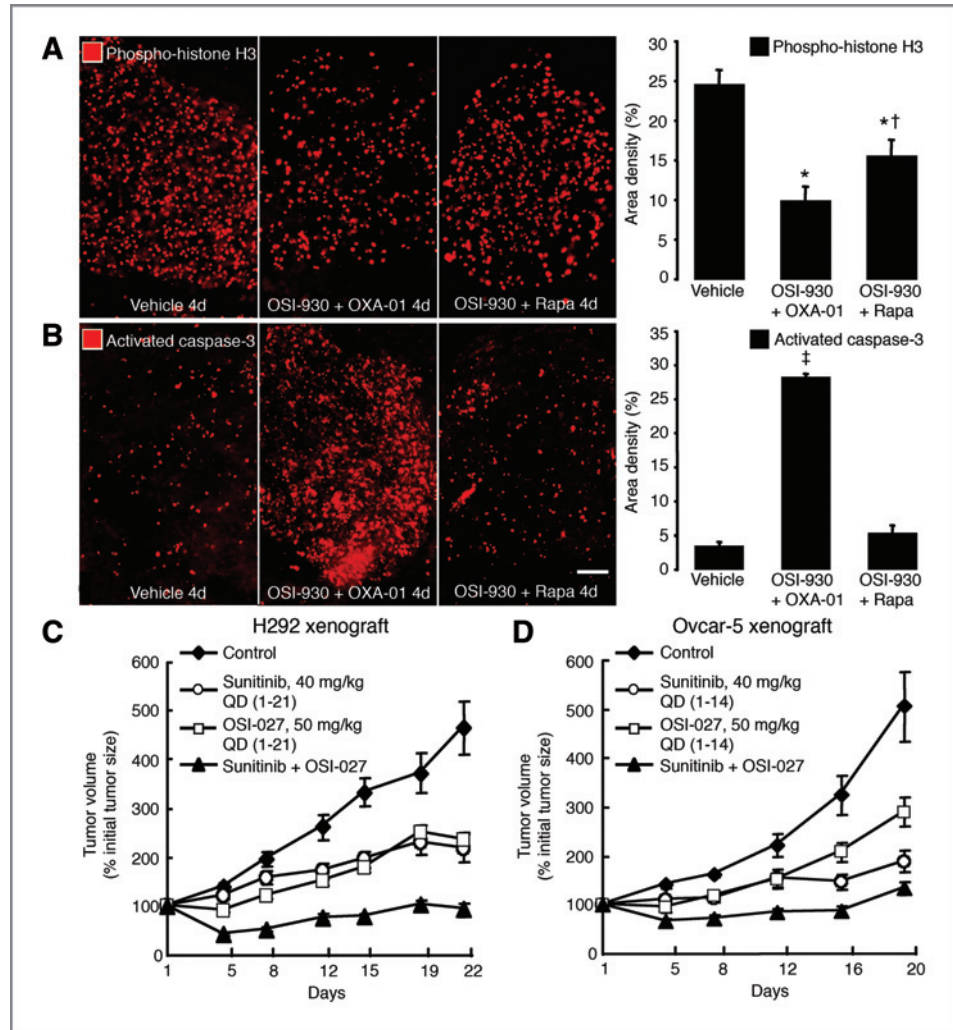 A
Phospho-histone H3
Vehicle 4d
OSI-930 + OXA-01 4d
OSI-930 + Rapa 4d
Phospho-histone H3
Area density (%)
30
25
20
15
10
5
0
*
*†
Vehicle
OSI-930
+ OXA-01
OSI-930
+ Rapa
B
Activated caspase-3
Vehicle 4d
OSI-930 + OXA-01 4d
OSI-930 + Rapa 4d
Activated caspase-3
Area density (%)
35
30
25
20
15
10
5
0
‡
Vehicle
OSI-930
+ OXA-01
OSI-930
+ Rapa
C
H292 xenograft
Control
Sunitinib, 40 mg/kg
QD (1-21)
OSI-027, 50 mg/kg
QD (1-21)
Sunitinib + OSI-027
Tumor volume
(% initial tumor size)
600
500
400
300
200
100
0
1 5 8 12 15 19 22
Days
D
Ovcar-5 xenograft
Control
Sunitinib, 40 mg/kg
QD (1-14)
OSI-027, 50 mg/kg
QD (1-14)
Sunitinib + OSI-027
Tumor volume
(% initial tumor size)
600
500
400
300
200
100
0
1 5 8 12 16 20
Days